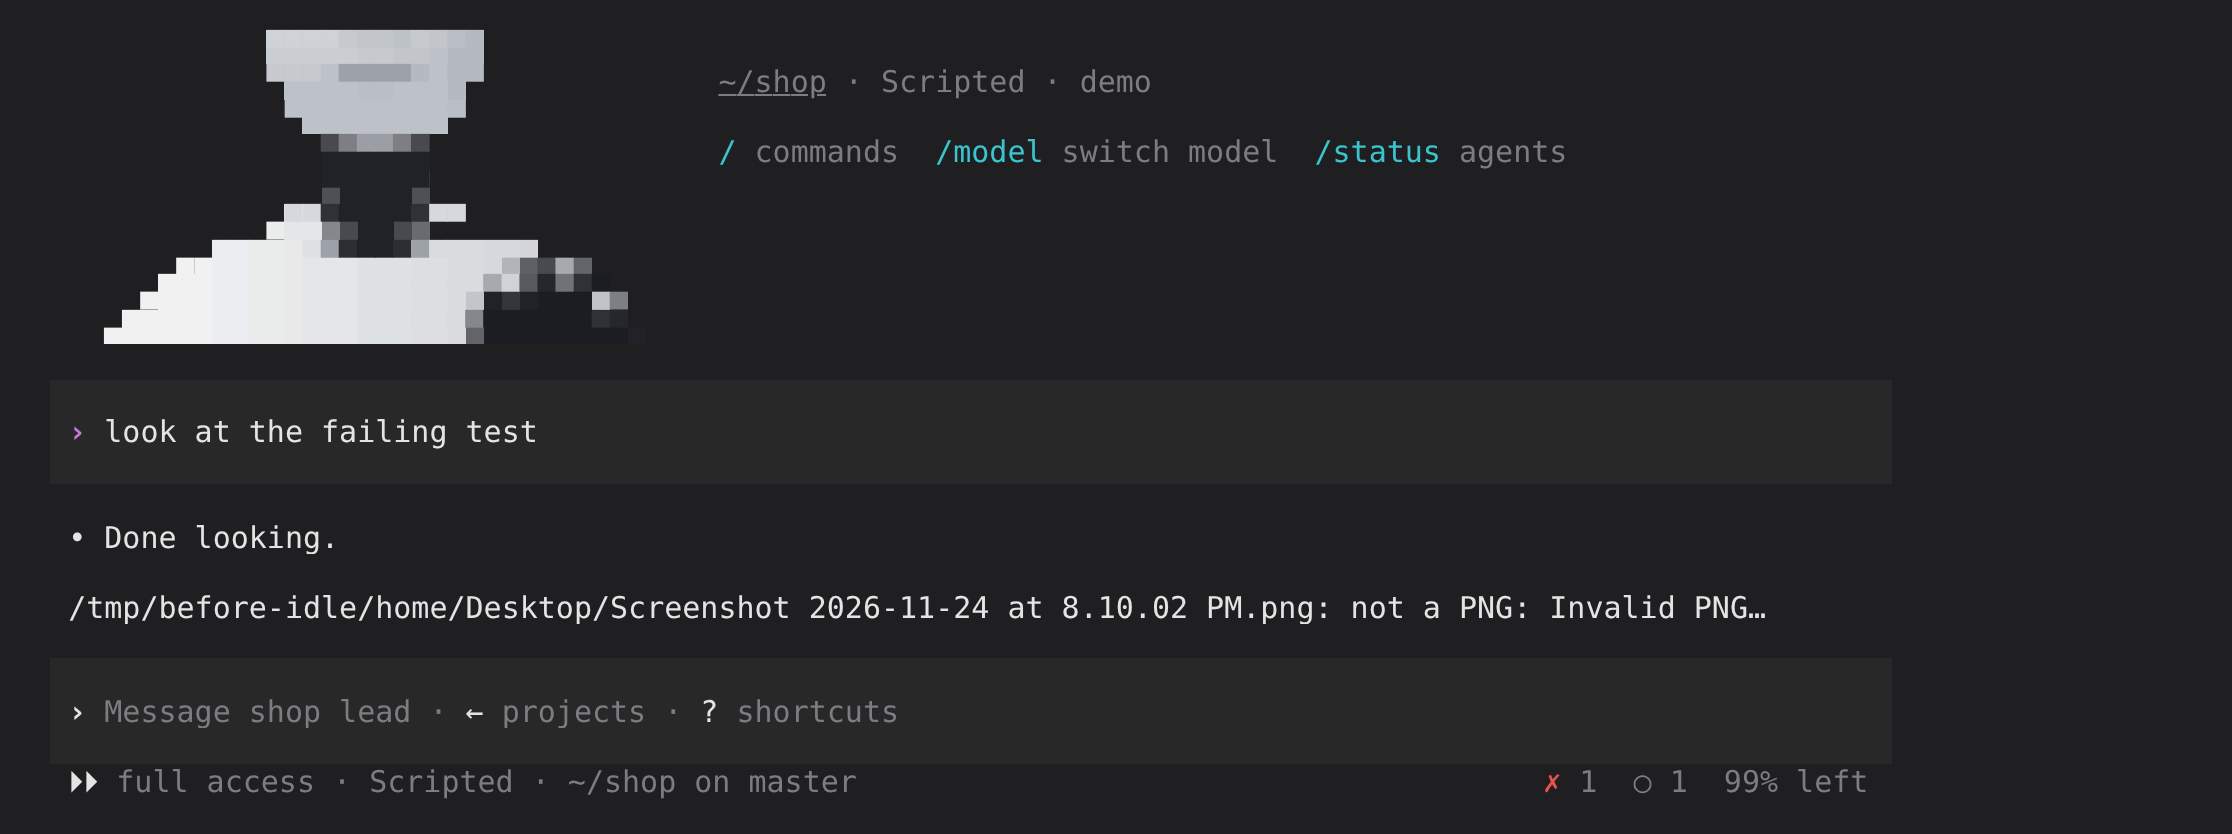 ~/shop · Scripted · demo
/ commands  /model switch model  /status agents
› look at the failing test
• Done looking.
/tmp/before-idle/home/Desktop/Screenshot 2026-11-24 at 8.10.02 PM.png: not a PNG: Invalid PNG…
› Message shop lead · ← projects · ? shortcuts
⏵⏵ full access · Scripted · ~/shop on master  ✗ 1  ○ 1  99% left